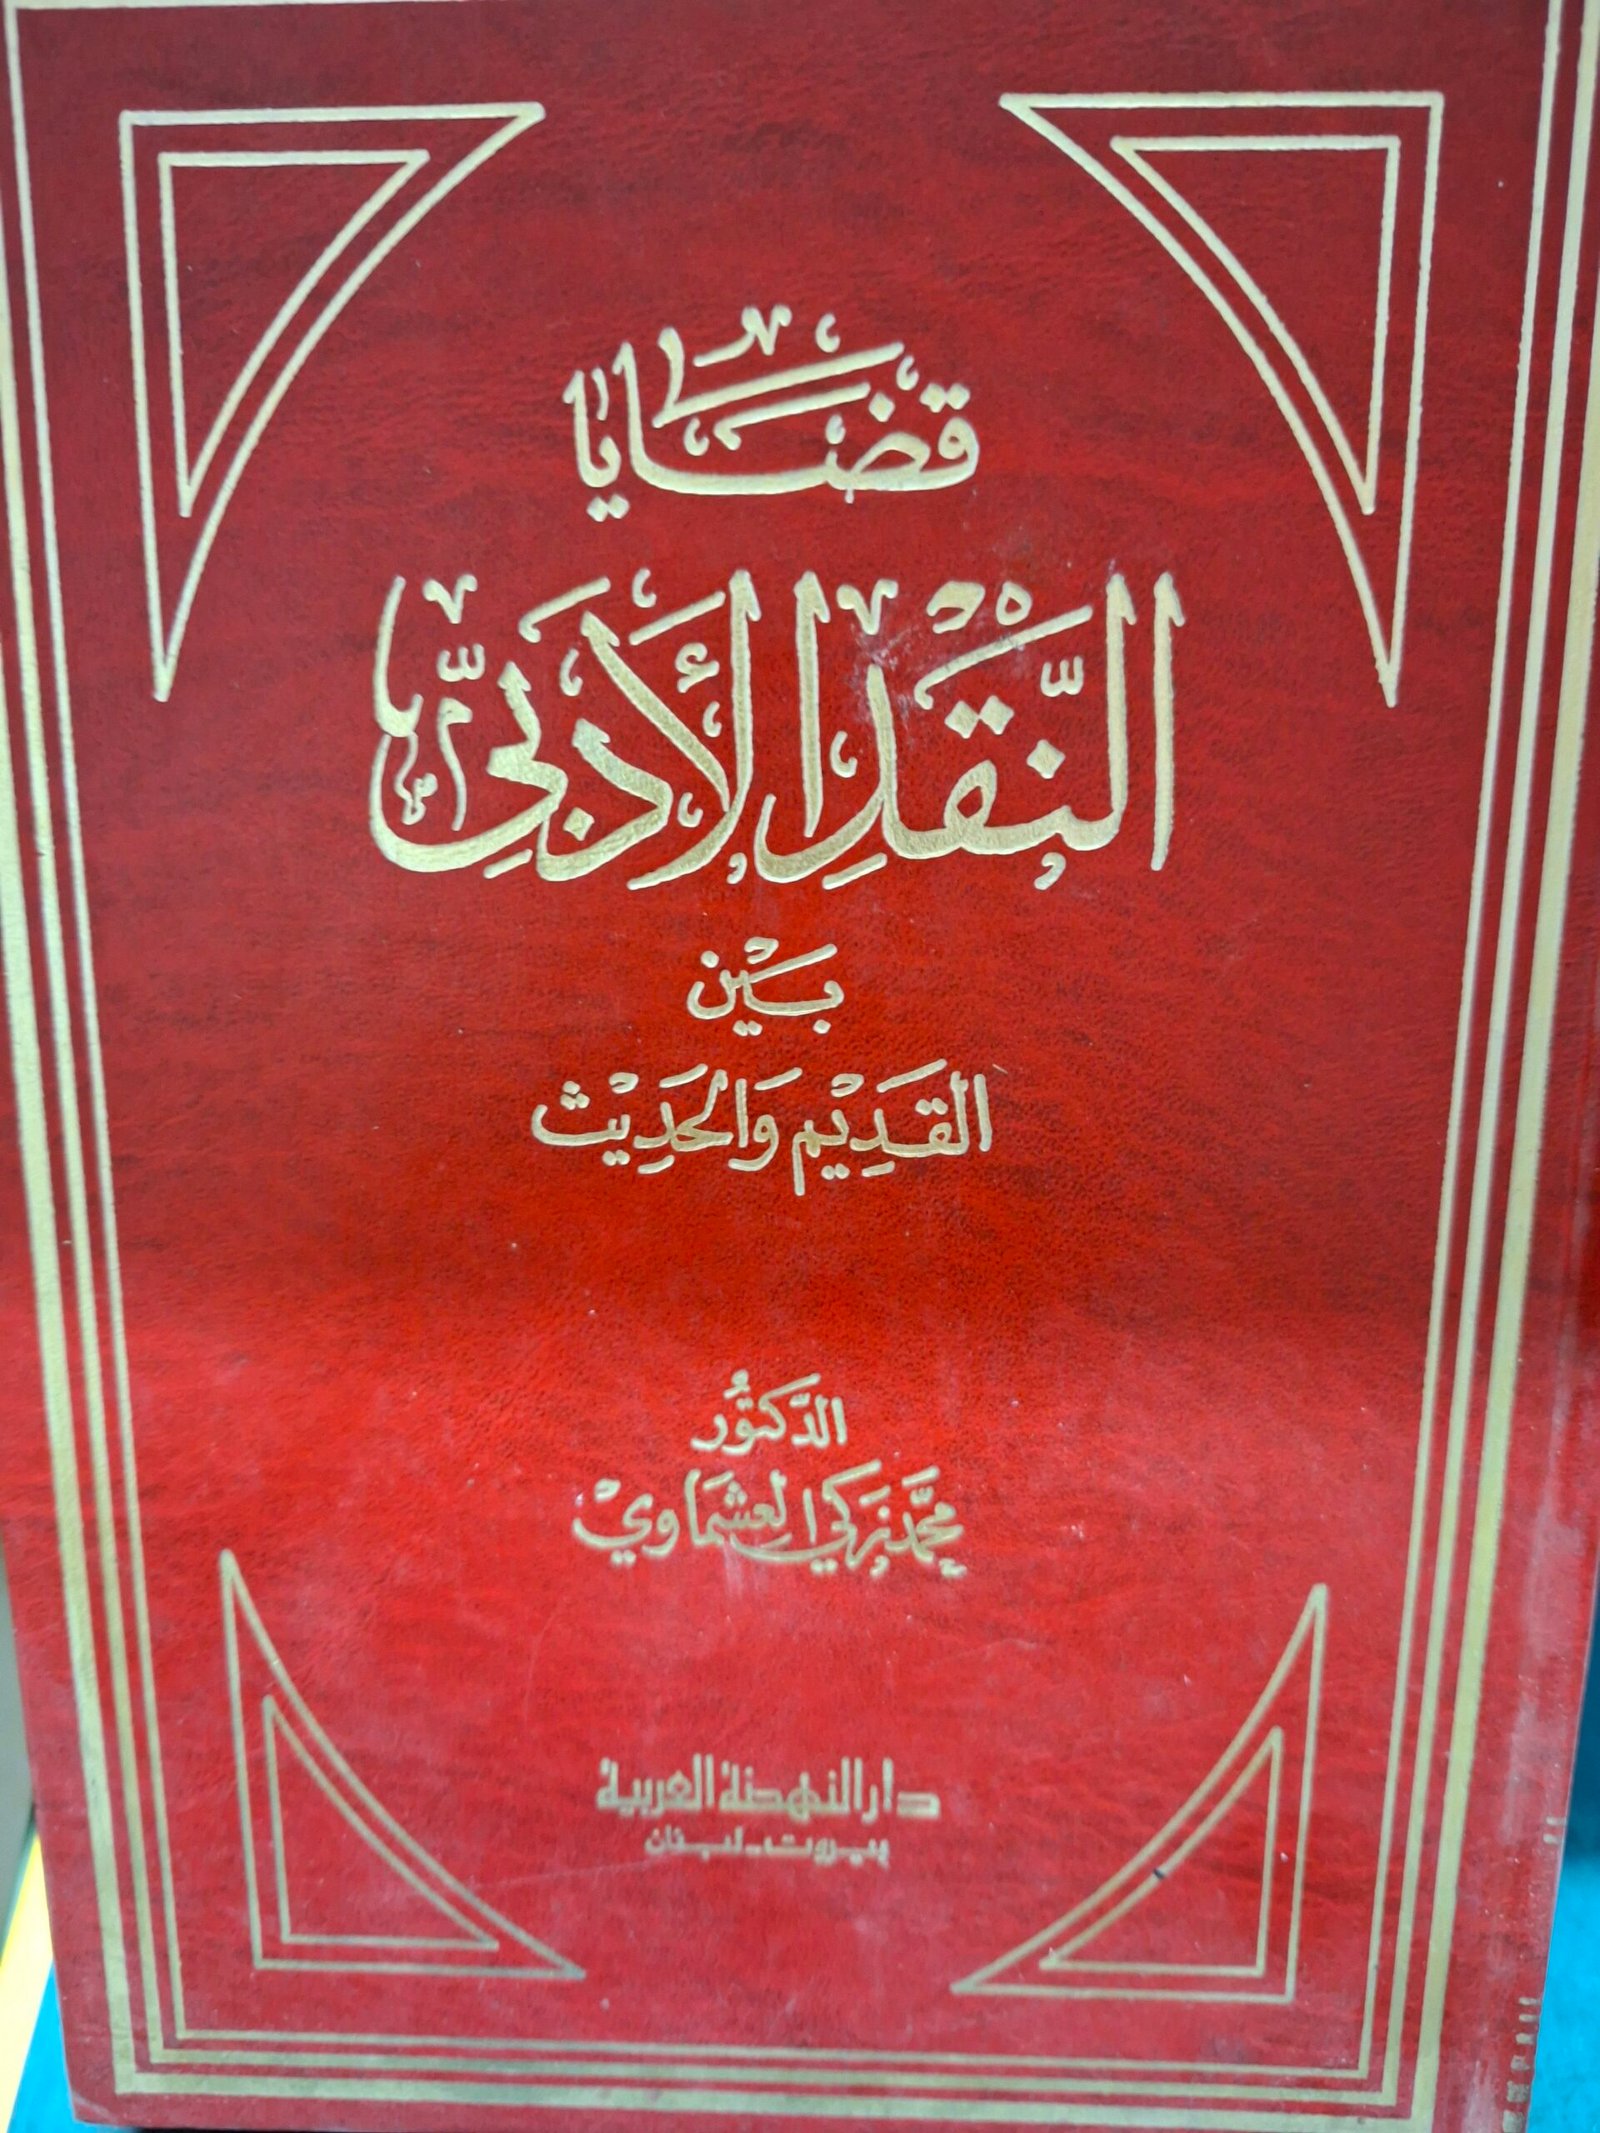 قضايا
النقد الأدبي
بين
القديم والحديث
الدكتور
محمد زكي العشماوي
دار النهضة العربية
بيروت - لبنان